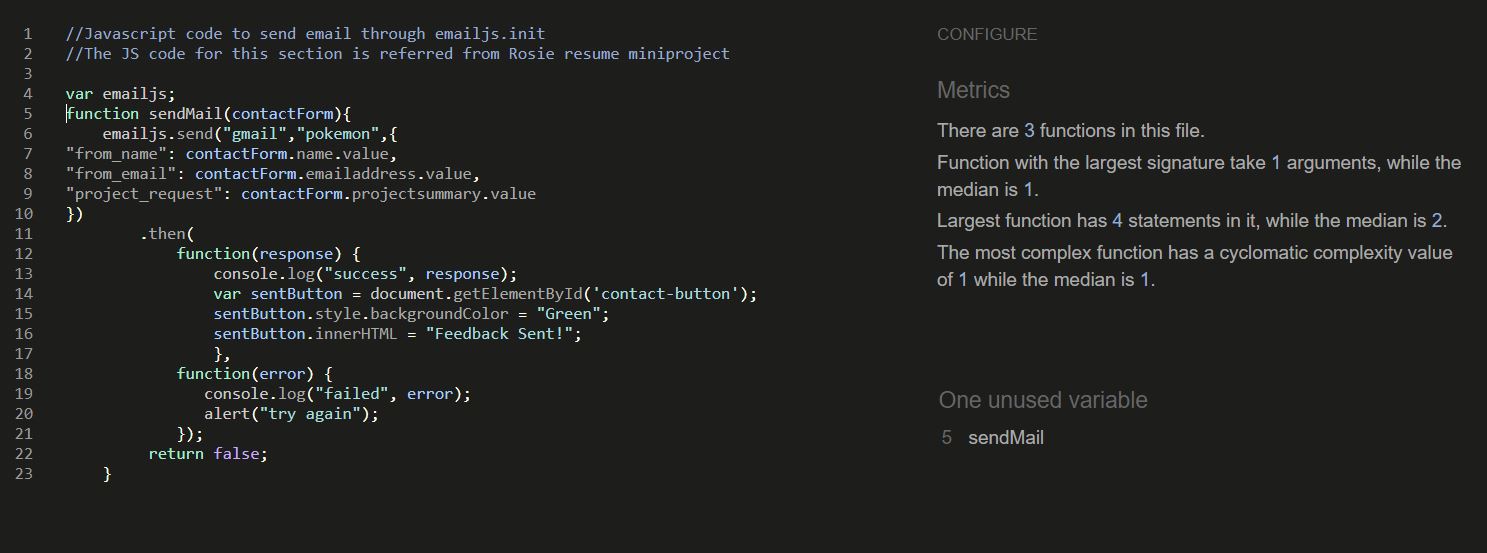 1 //Javascript code to send email through emailjs.init
2 //The JS code for this section is referred from Rosie resume miniproject
3
4 var emailjs;
5 function sendMail(contactForm){
6     emailjs.send("gmail","pokemon",{
7 "from_name": contactForm.name.value,
8 "from_email": contactForm.emailaddress.value,
9 "project_request": contactForm.projectsummary.value
10 })
11         .then(
12             function(response) {
13                 console.log("success", response);
14                 var sentButton = document.getElementById('contact-button');
15                 sentButton.style.backgroundColor = "Green";
16                 sentButton.innerHTML = "Feedback Sent!";
17                 },
18             function(error) {
19                console.log("failed", error);
20                alert("try again");
21             });
22          return false;
23     }
CONFIGURE
Metrics
There are 3 functions in this file.
Function with the largest signature take 1 arguments, while the
median is 1.
Largest function has 4 statements in it, while the median is 2.
The most complex function has a cyclomatic complexity value
of 1 while the median is 1.
One unused variable
5 sendMail